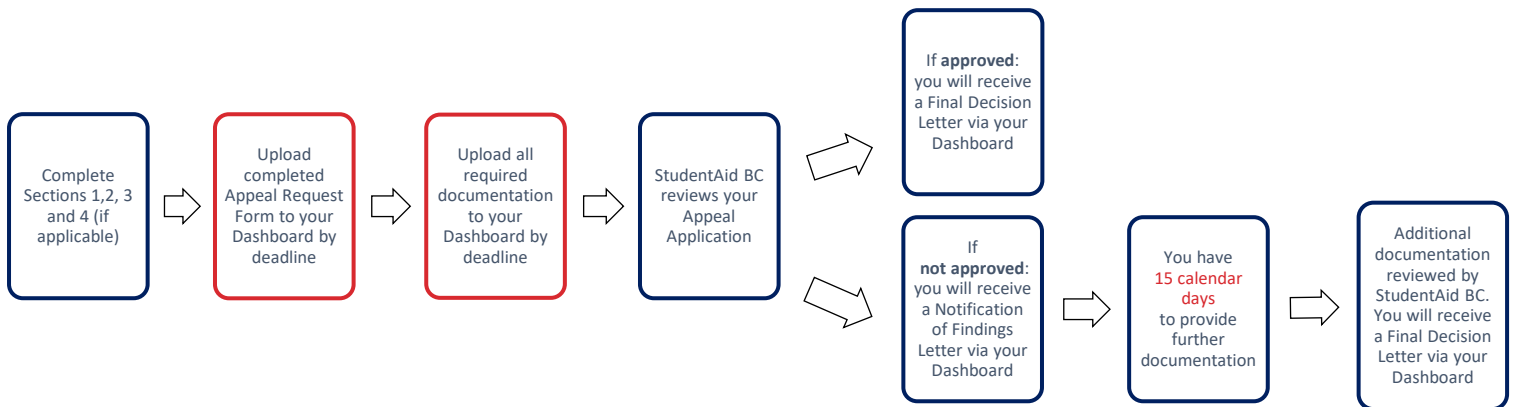 Complete
Sections 1,2, 3
and 4 (if
applicable)
Upload
completed
Appeal Request
Form to your
Dashboard by
deadline
Upload all
required
documentation
to your
Dashboard by
deadline
StudentAid BC
reviews your
Appeal
Application
If approved:
you will receive
a Final Decision
Letter via your
Dashboard
If
not approved:
you will receive
a Notification
of Findings
Letter via your
Dashboard
You have
15 calendar
days
to provide
further
documentation
Additional
documentation
reviewed by
StudentAid BC.
You will receive
a Final Decision
Letter via your
Dashboard